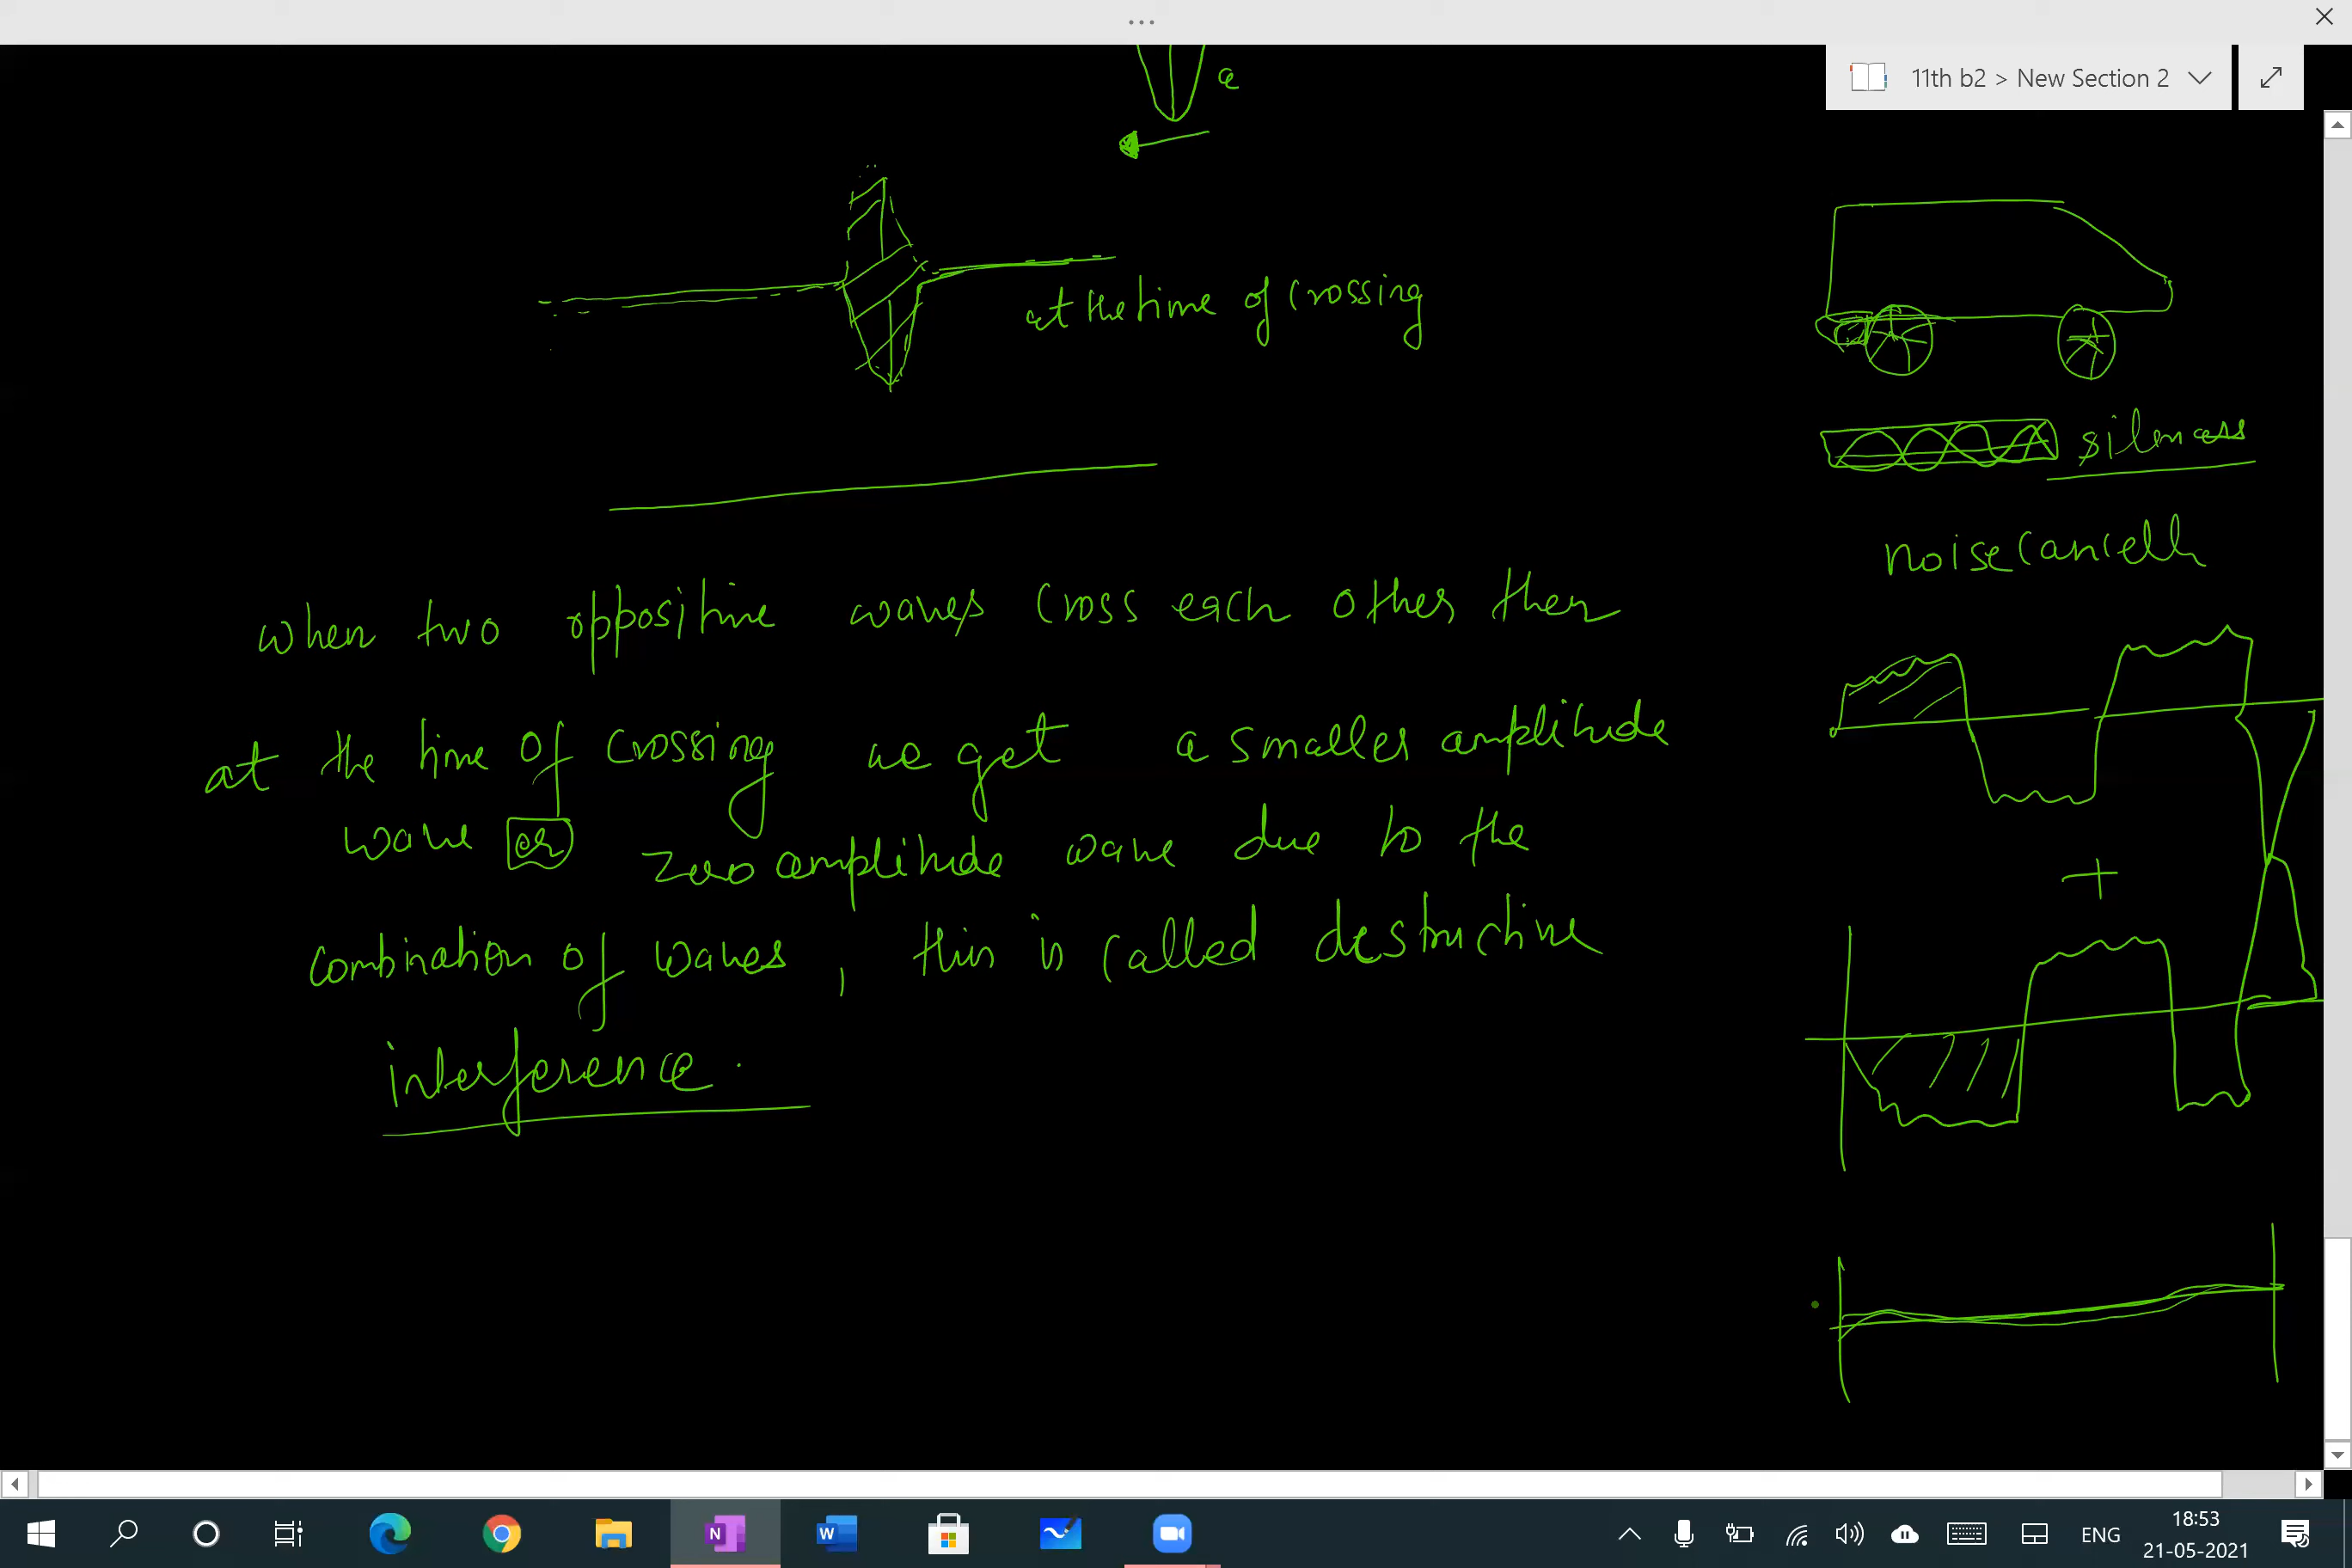 ...
11th b2 > New Section 2
a
at the time of crossing
silencer
noise cancell
when two oppositive waves cross each other then
at the time of crossing we get a smaller amplitude
wave or zero amplitude wave due to the
+
combination of waves, this is called destructive
interference.
N
W
ENG
18:53
21-05-2021